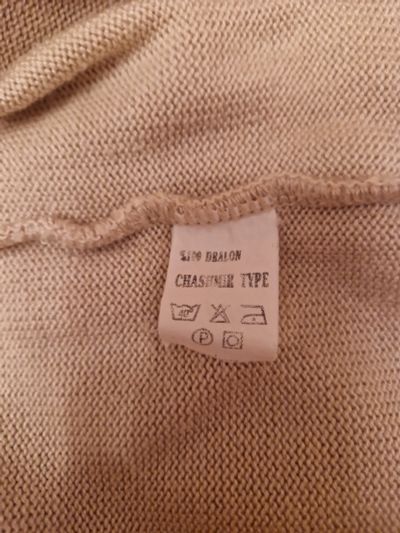 %100 DRALON
CHASHMIR TYPE
40°
P